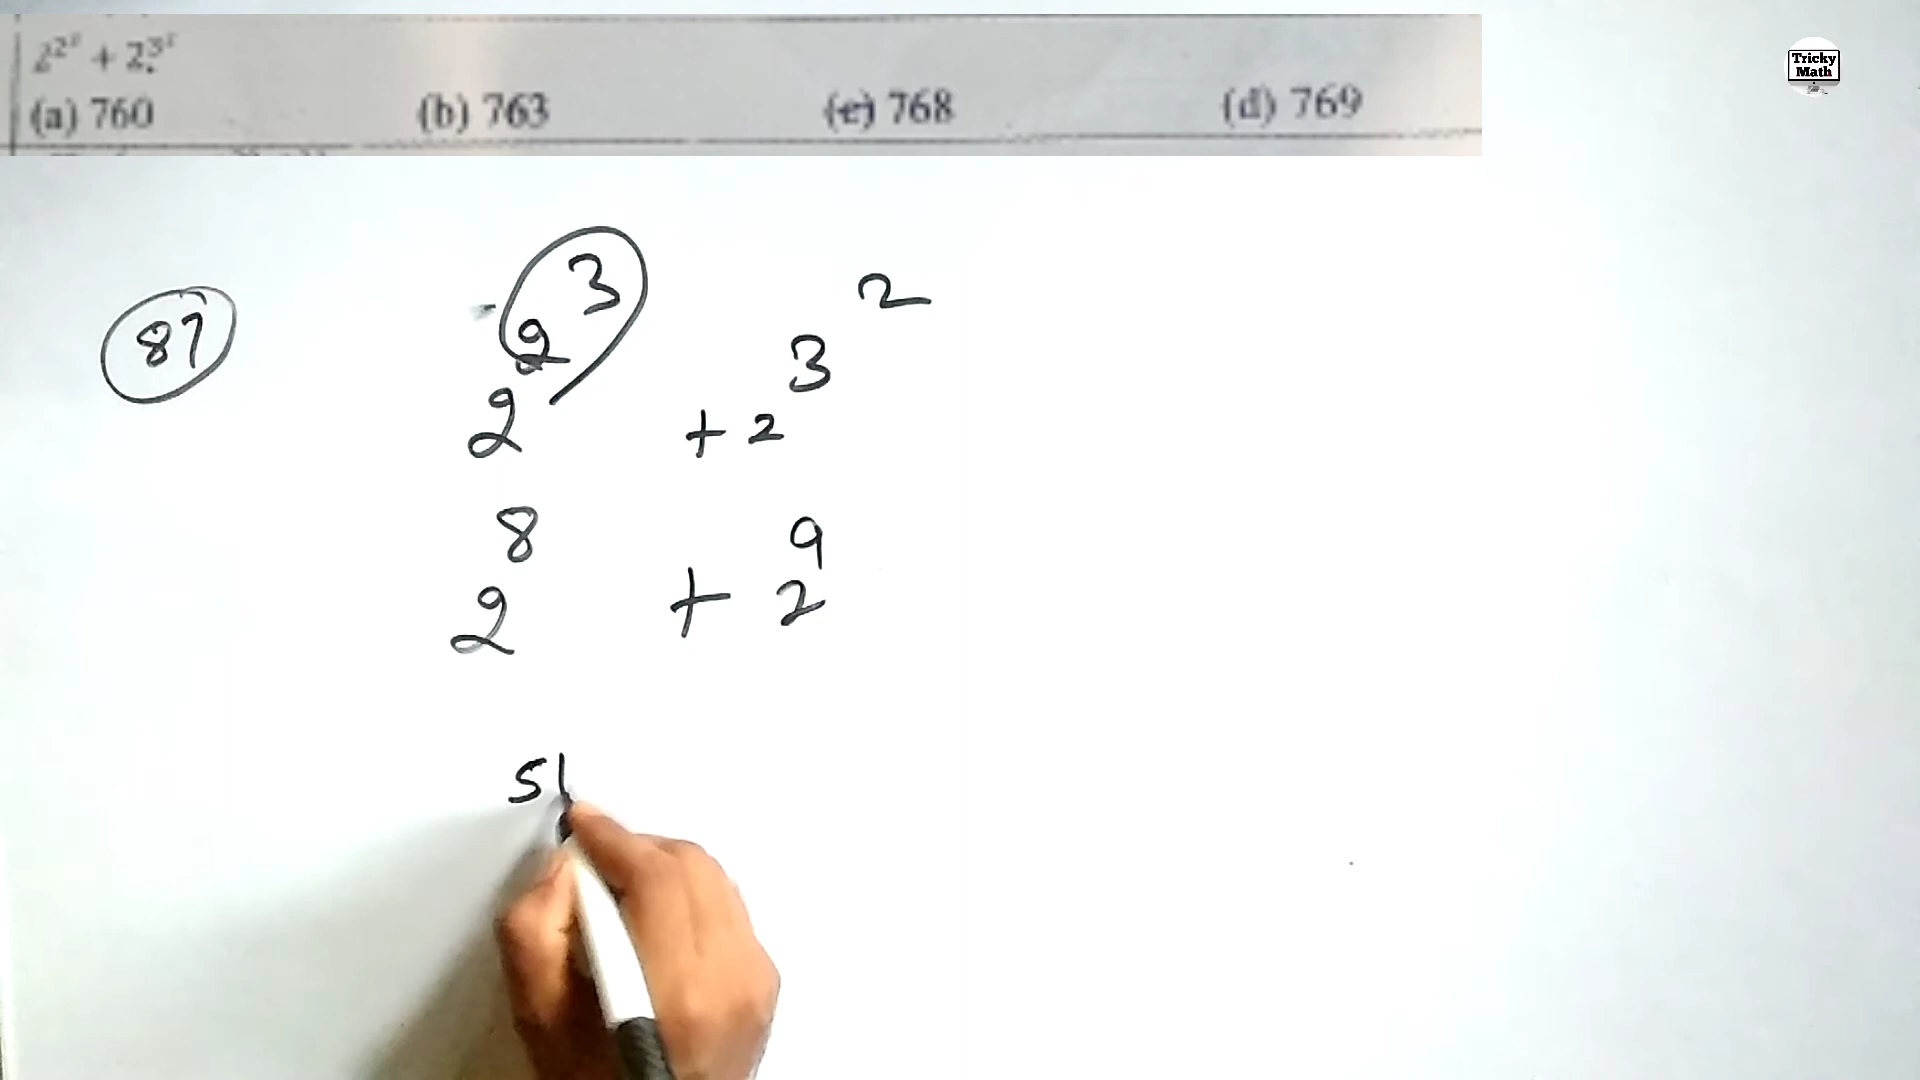 2^2^3 + 2^3^2
(a) 760 (b) 763 (c) 768 (d) 769
Tricky
Math
87
2^2^3 + 2^3^2
2^8 + 2^9
51